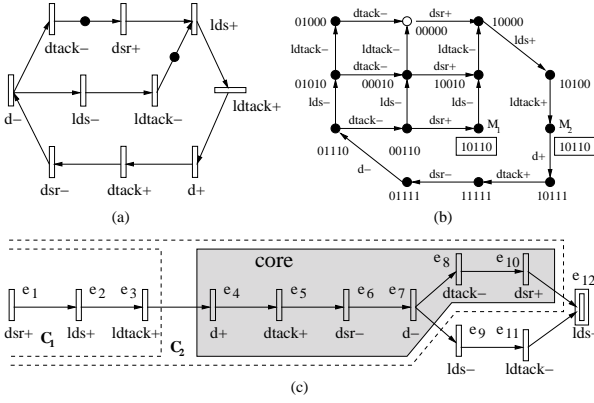 dtack− dsr+ lds+
d− lds− ldtack− ldtack+
dsr− dtack+ d+
(a)
01000 dtack− 00000 dsr+ 10000
ldtack− ldtack− ldtack− lds+
01010 dtack− 00010 dsr+ 10010 10100
lds− lds− lds− ldtack+
dtack− dsr+ M1 M2
01110 00110 10110 10110
d− d+
dsr− dtack+
01111 11111 10111
(b)
core
e1 e2 e3 e4 e5 e6 e7 e8 e10 e12
dsr+ lds+ ldtack+ d+ dtack+ dsr− d− dtack− dsr+ lds+
C1 C2 e9 e11
lds− ldtack−
(c)